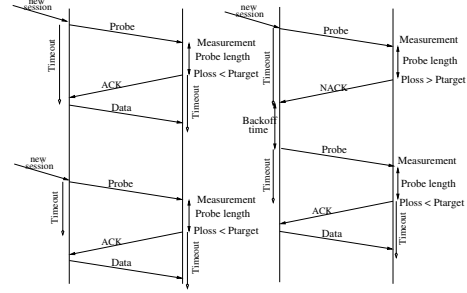 new
session
Probe
Timeout
Measurement
Probe length
Ploss < Ptarget
ACK
Timeout
Data
new
session
Probe
Timeout
Measurement
Probe length
Ploss < Ptarget
ACK
Timeout
Data
new
session
Probe
Timeout
Measurement
Probe length
Ploss > Ptarget
NACK
Backoff
time
Probe
Timeout
Measurement
Probe length
Ploss < Ptarget
ACK
Timeout
Data